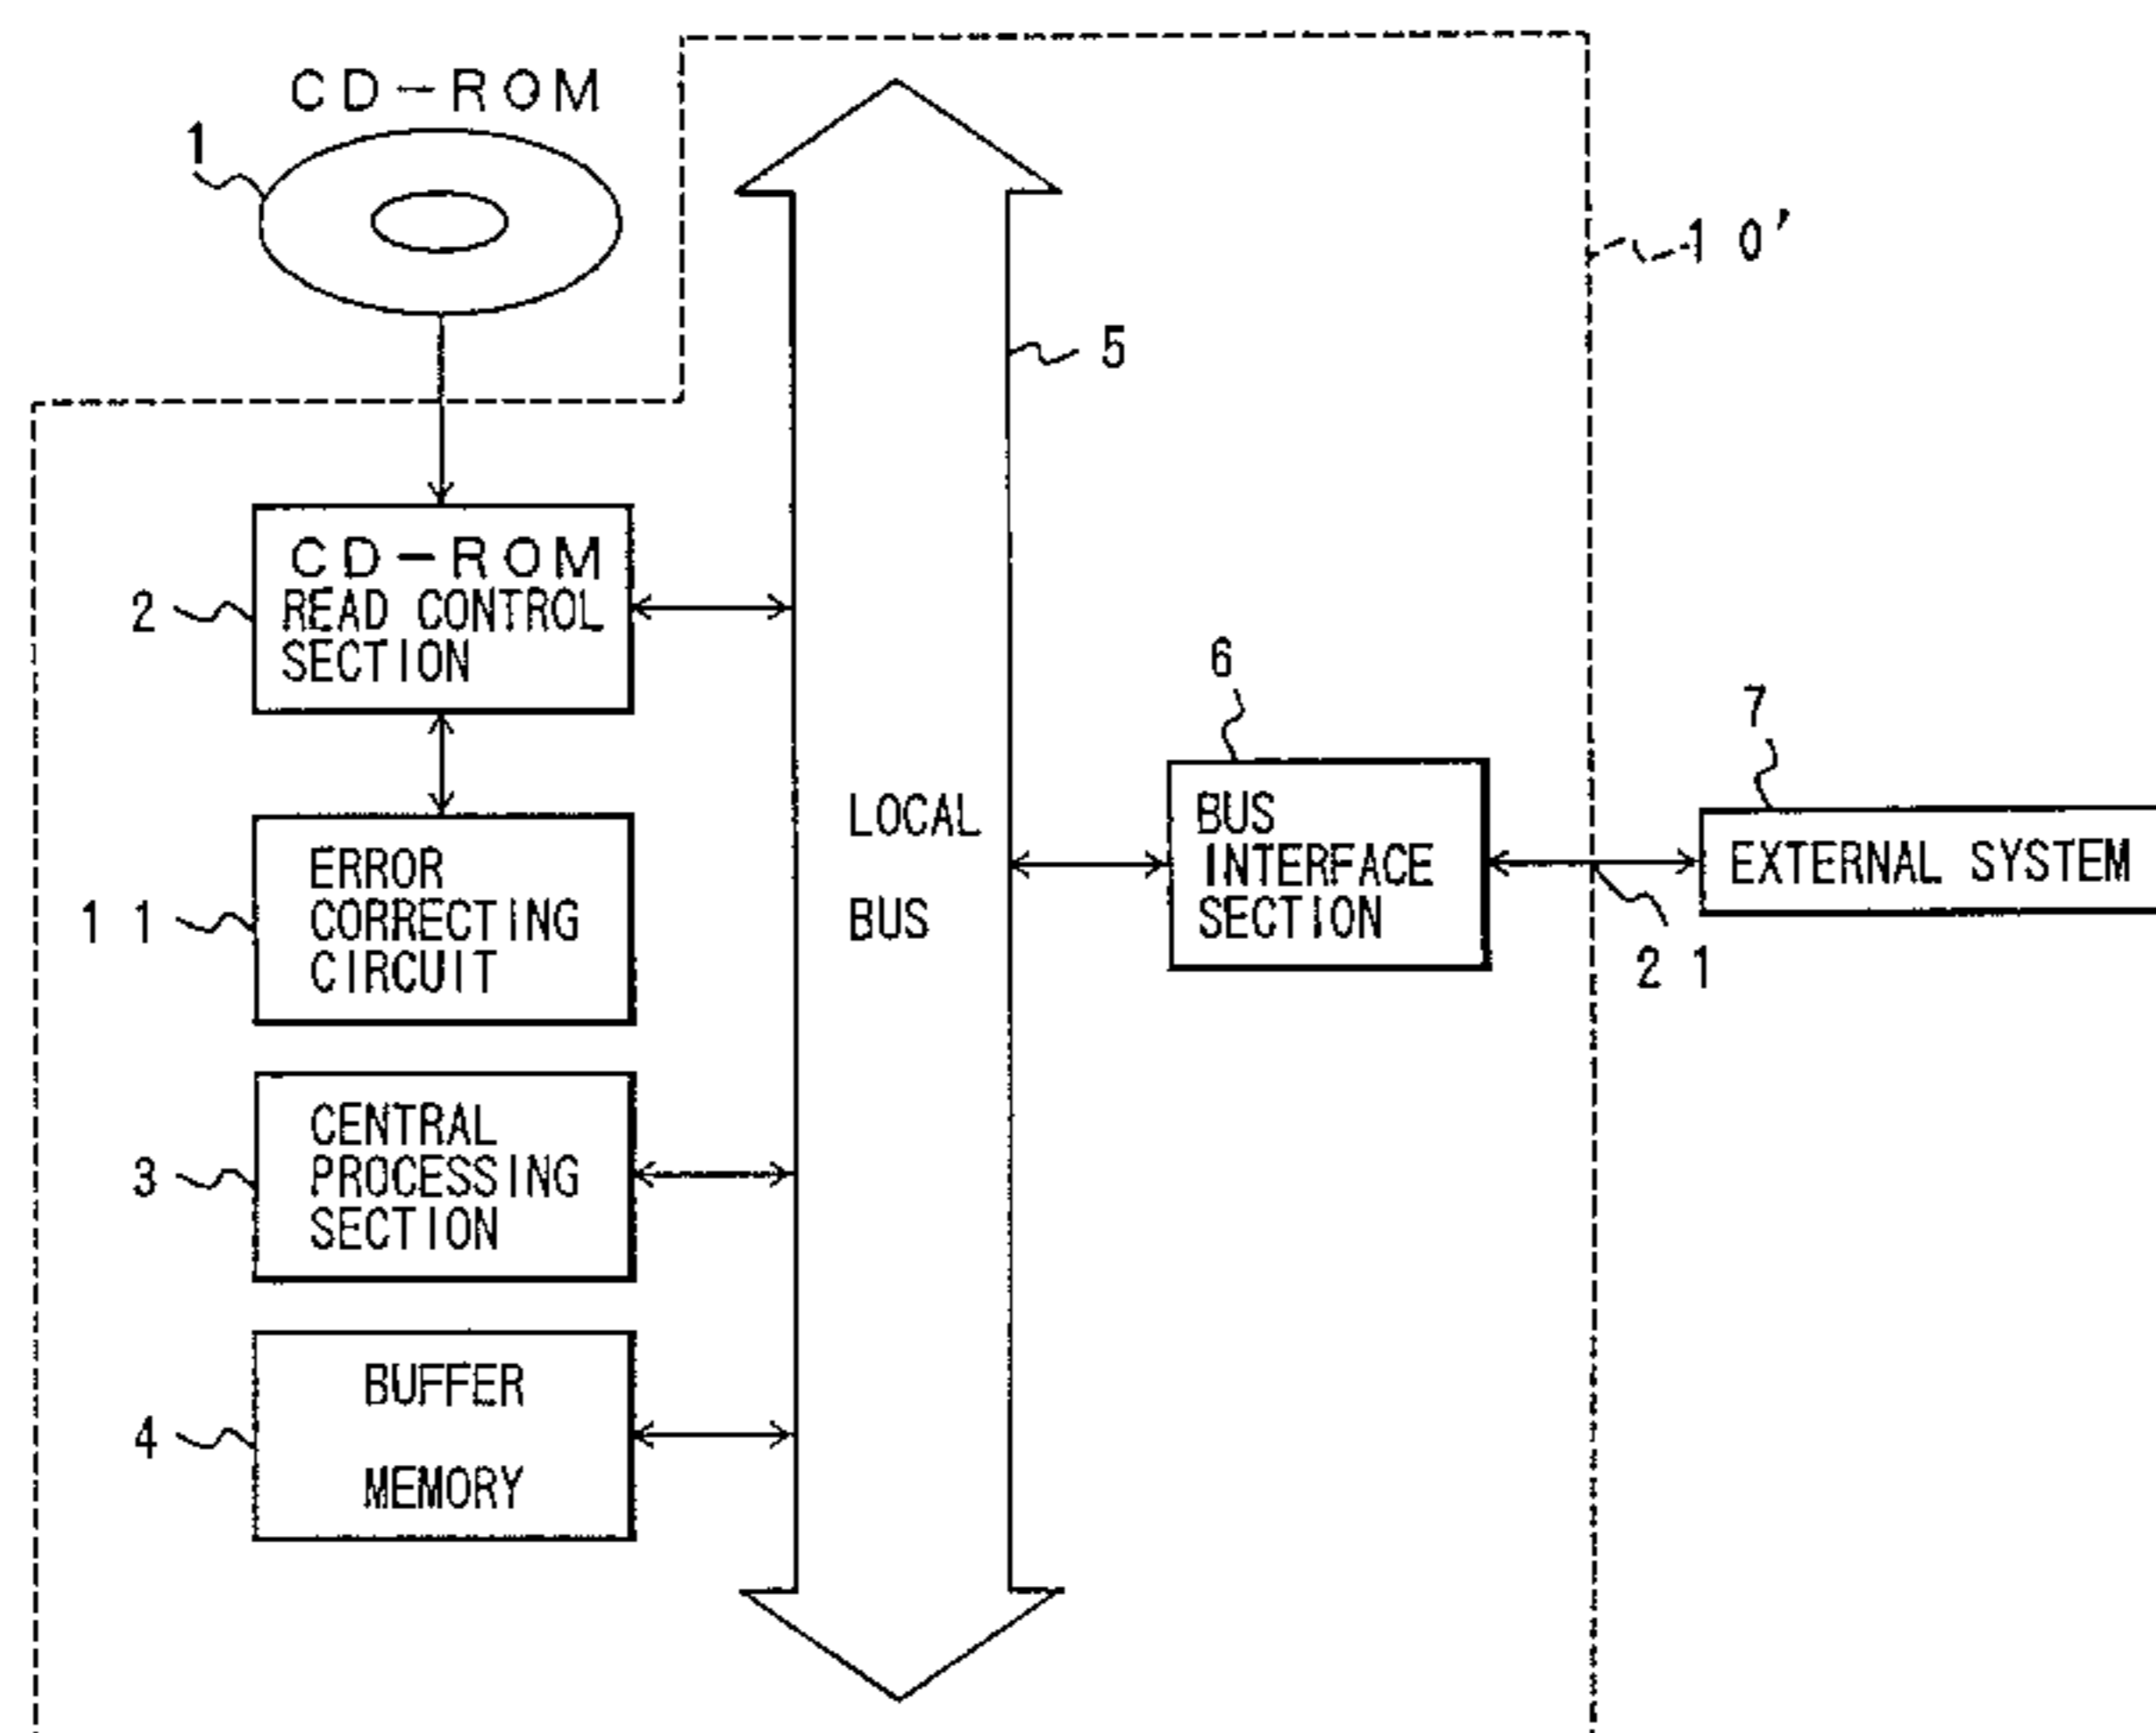 CD-ROM
1
10'
5
CD-ROM
READ CONTROL
SECTION
2
6
7
LOCAL
BUS
BUS
INTERFACE
SECTION
EXTERNAL SYSTEM
21
ERROR
CORRECTING
CIRCUIT
11
CENTRAL
PROCESSING
SECTION
3
BUFFER
MEMORY
4